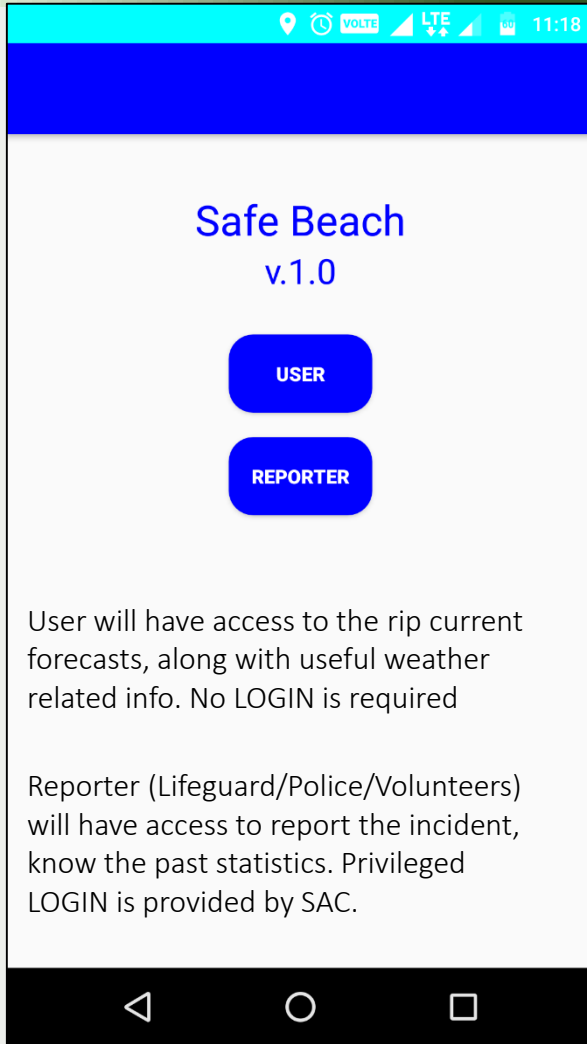 VOLTE LTE 60 11:18
Safe Beach
v.1.0
USER
REPORTER
User will have access to the rip current
forecasts, along with useful weather
related info. No LOGIN is required
Reporter (Lifeguard/Police/Volunteers)
will have access to report the incident,
know the past statistics. Privileged
LOGIN is provided by SAC.